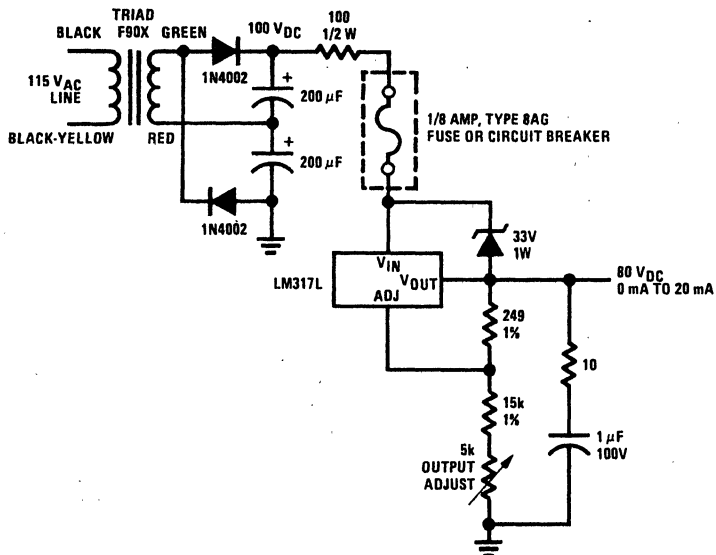 TRIAD
F90X
BLACK
GREEN
115 VAC
LINE
BLACK-YELLOW
RED
1N4002
100 VDC
+
200 µF
+
200 µF
1N4002
100
1/2 W
1/8 AMP, TYPE 8AG
FUSE OR CIRCUIT BREAKER
33V
1W
LM317L
VIN
VOUT
ADJ
80 VDC
0 mA TO 20 mA
249
1%
15k
1%
5k
OUTPUT
ADJUST
10
1 µF
100V